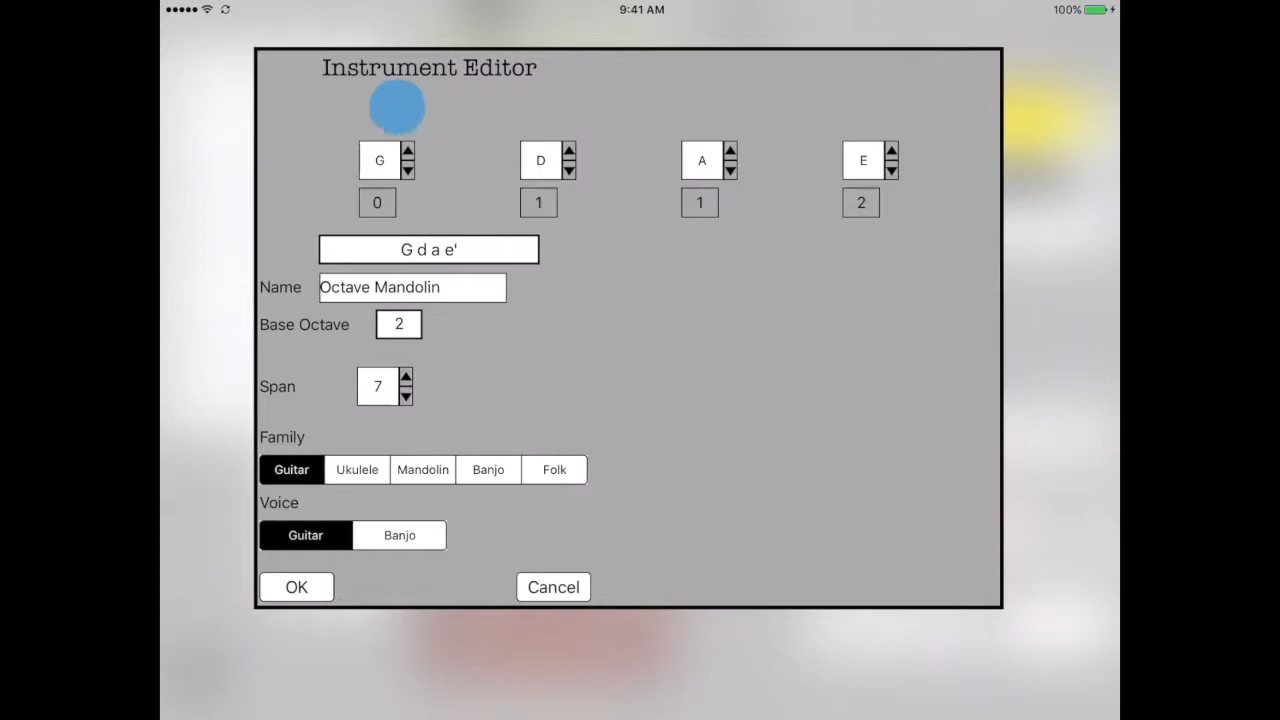 9:41 AM
100%
Instrument Editor
G D A E
0 1 1 2
G d a e'
Name Octave Mandolin
Base Octave 2
Span 7
Family
Guitar Ukulele Mandolin Banjo Folk
Voice
Guitar Banjo
OK Cancel